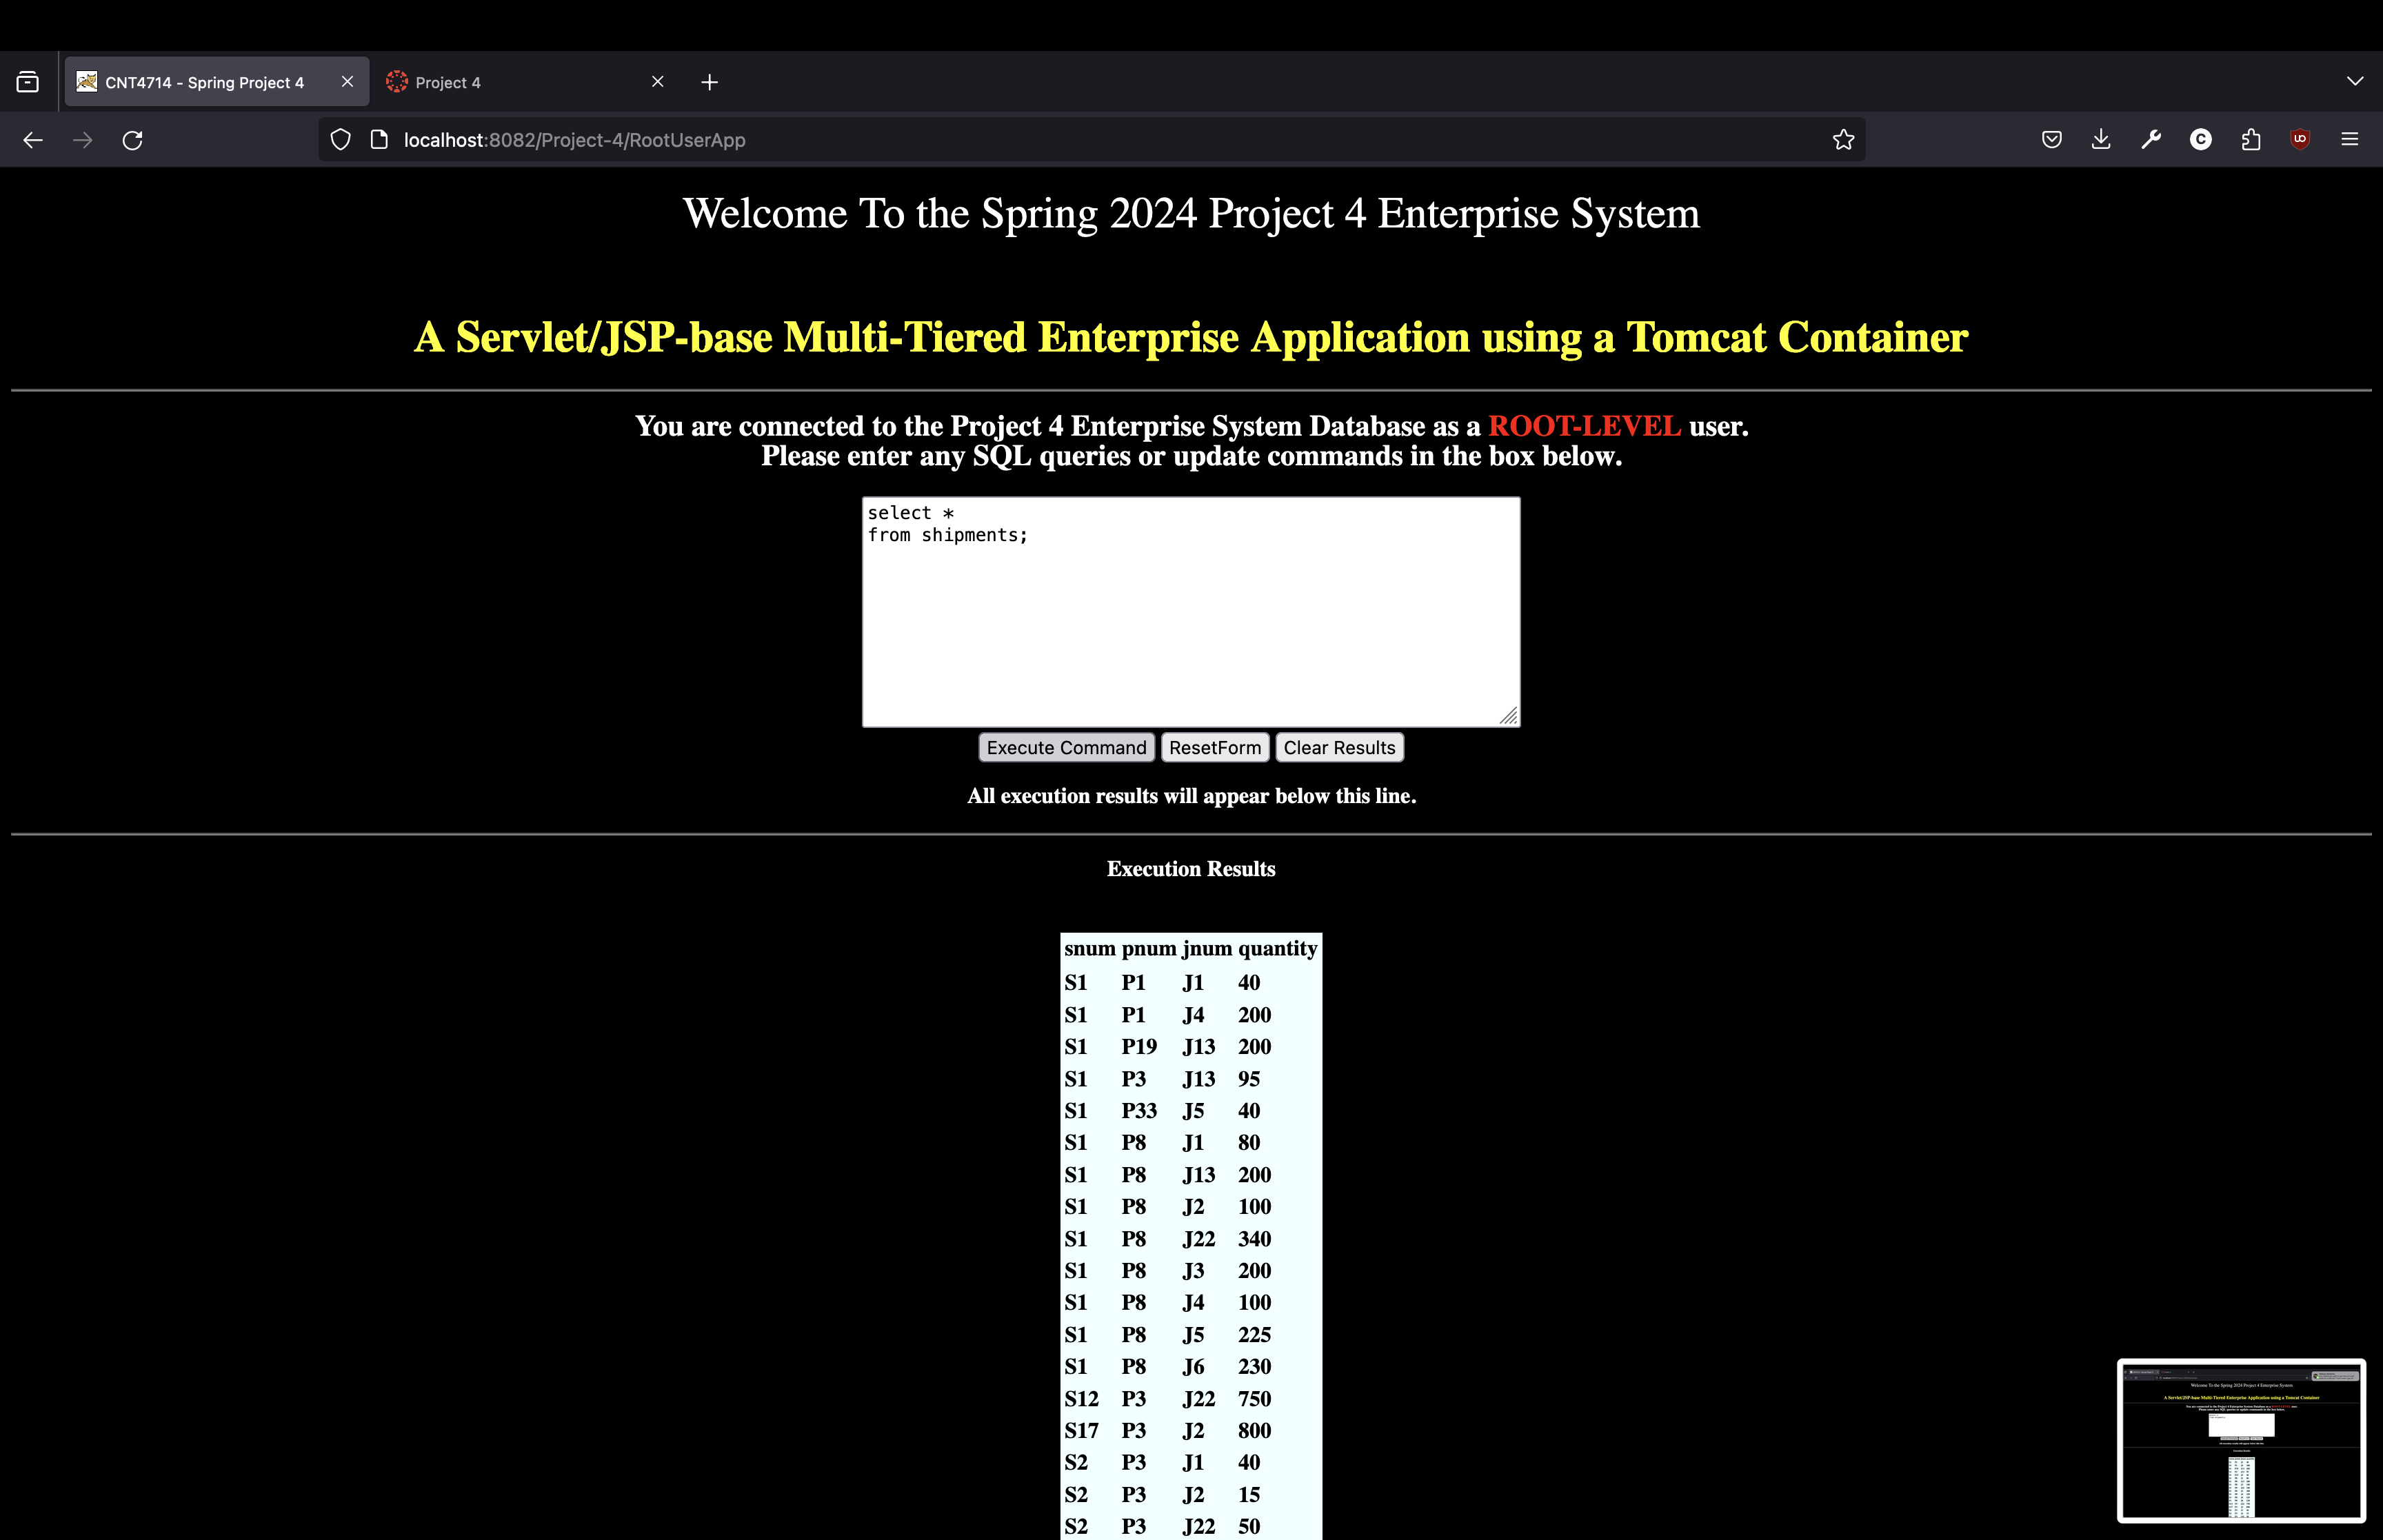 CNT4714 - Spring Project 4
Project 4
localhost:8082/Project-4/RootUserApp
Welcome To the Spring 2024 Project 4 Enterprise System
A Servlet/JSP-base Multi-Tiered Enterprise Application using a Tomcat Container
You are connected to the Project 4 Enterprise System Database as a ROOT-LEVEL user.
Please enter any SQL queries or update commands in the box below.
select *
from shipments;
Execute Command ResetForm Clear Results
All execution results will appear below this line.
Execution Results
snum pnum jnum quantity
S1 P1 J1 40
S1 P1 J4 200
S1 P19 J13 200
S1 P3 J13 95
S1 P33 J5 40
S1 P8 J1 80
S1 P8 J13 200
S1 P8 J2 100
S1 P8 J22 340
S1 P8 J3 200
S1 P8 J4 100
S1 P8 J5 225
S1 P8 J6 230
S12 P3 J22 750
S17 P3 J2 800
S2 P3 J1 40
S2 P3 J2 15
S2 P3 J22 50